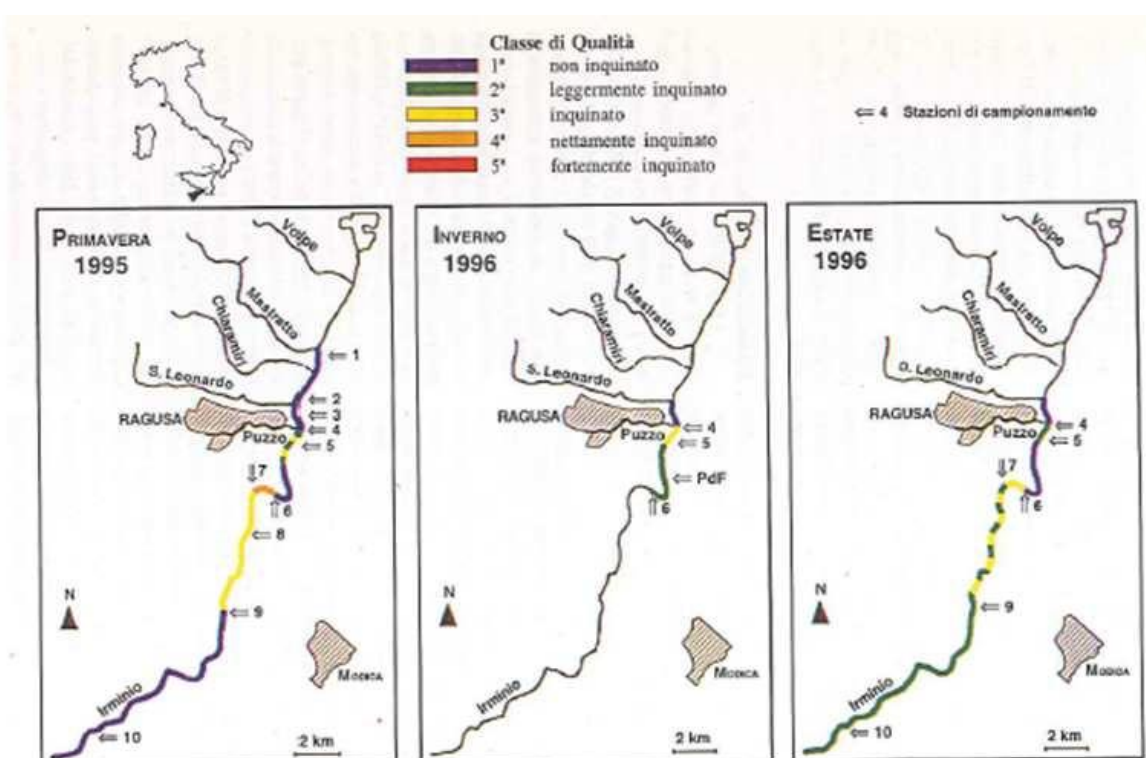 Classe di Qualità
1ª non inquinato
2ª leggermente inquinato
3ª inquinato
4ª nettamente inquinato
5ª fortemente inquinato
⇐ 4 Stazioni di campionamento
PRIMAVERA
1995
Volpe
Mastratto
Chiaramiri
S. Leonardo
RAGUSA
Puzzo
⇐ 1
⇐ 2
⇐ 3
⇐ 4
⇐ 5
⇓ 7
⇑ 6
⇐ 8
⇐ 9
N
MODICA
Irminio
⇐ 10
2 km
INVERNO
1996
Volpe
Mastratto
Chiaramiri
S. Leonardo
RAGUSA
Puzzo
⇐ 4
⇐ 5
⇐ PdF
⇑ 6
N
MODICA
Irminio
2 km
ESTATE
1996
Volpe
Mastratto
Chiaramiri
O. Leonardo
RAGUSA
Puzzo
⇐ 4
⇐ 5
⇓ 7
⇑ 6
⇐ 9
N
MODICA
Irminio
⇐ 10
2 km